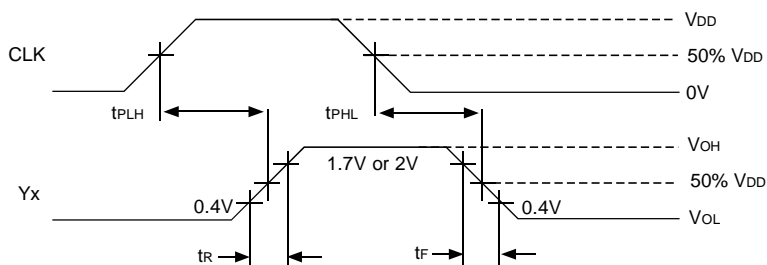 VDD
CLK
50% VDD
0V
tPLH
tPHL
VOH
1.7V or 2V
Yx
50% VDD
0.4V
0.4V
VOL
tR
tF